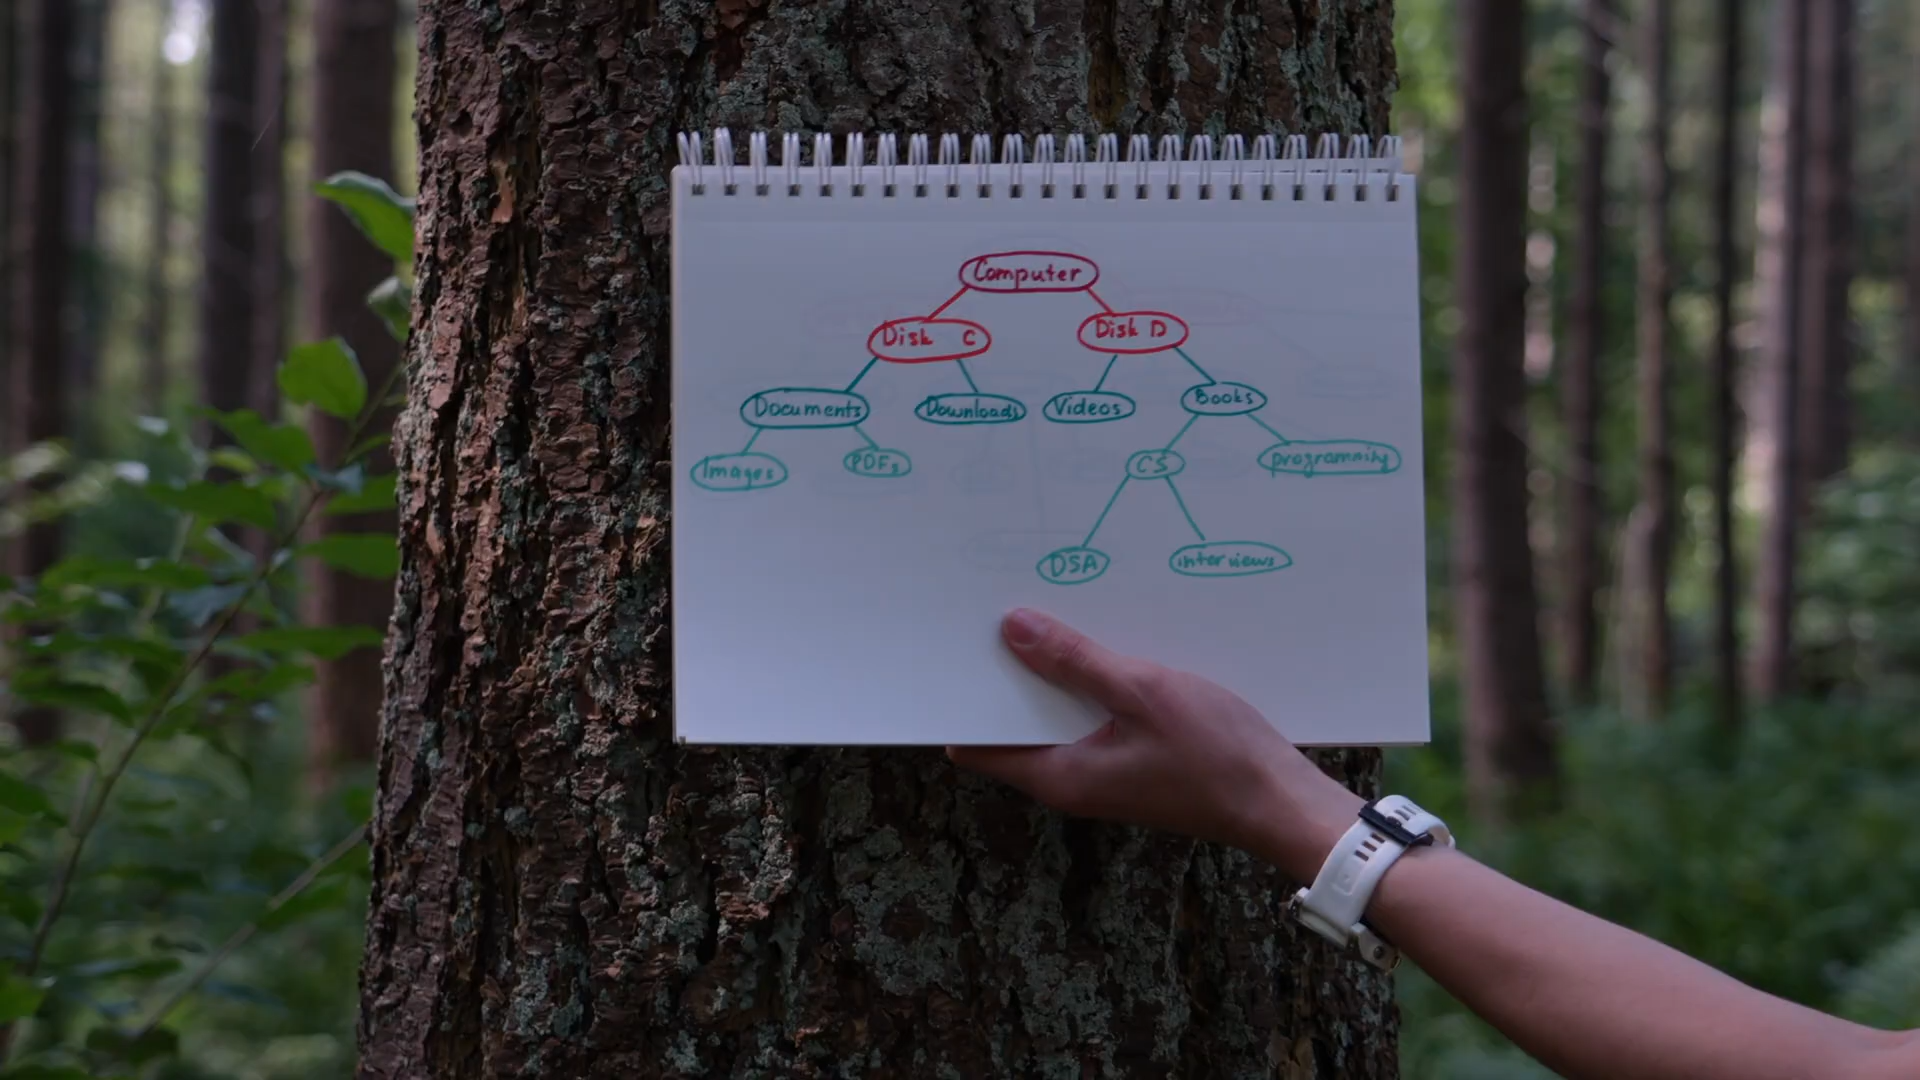 Computer
Disk C
Disk D
Documents
Downloads
Videos
Books
Images
PDFs
CS
programming
DSA
interviews